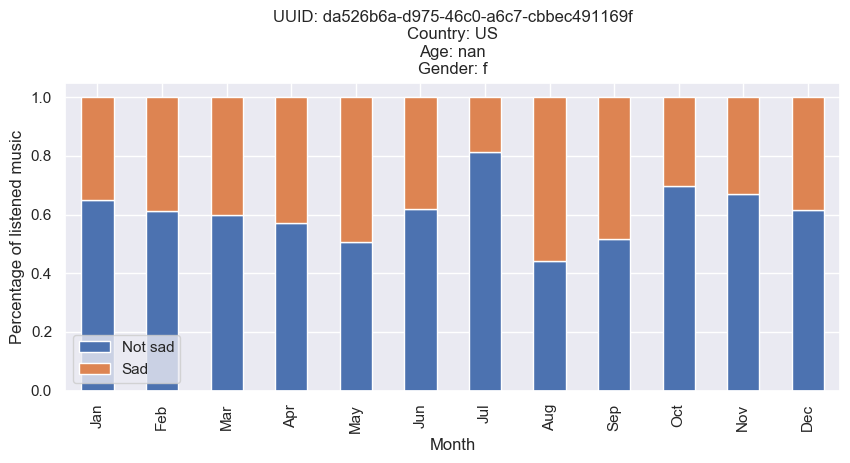 UUID: da526b6a-d975-46c0-a6c7-cbbec491169f
Country: US
Age: nan
Gender: f
Percentage of listened music
1.0
0.8
0.6
0.4
0.2
0.0
Not sad
Sad
Jan Feb Mar Apr May Jun Jul Aug Sep Oct Nov Dec
Month